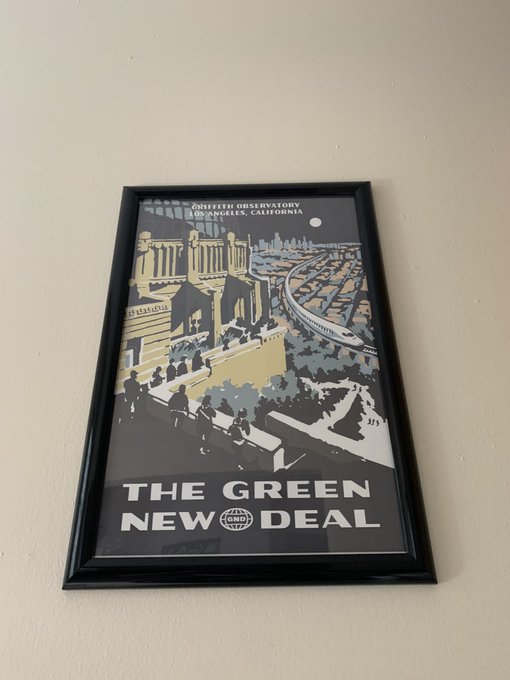 GRIFFITH OBSERVATORY
LOS ANGELES, CALIFORNIA
THE GREEN
NEW GND DEAL